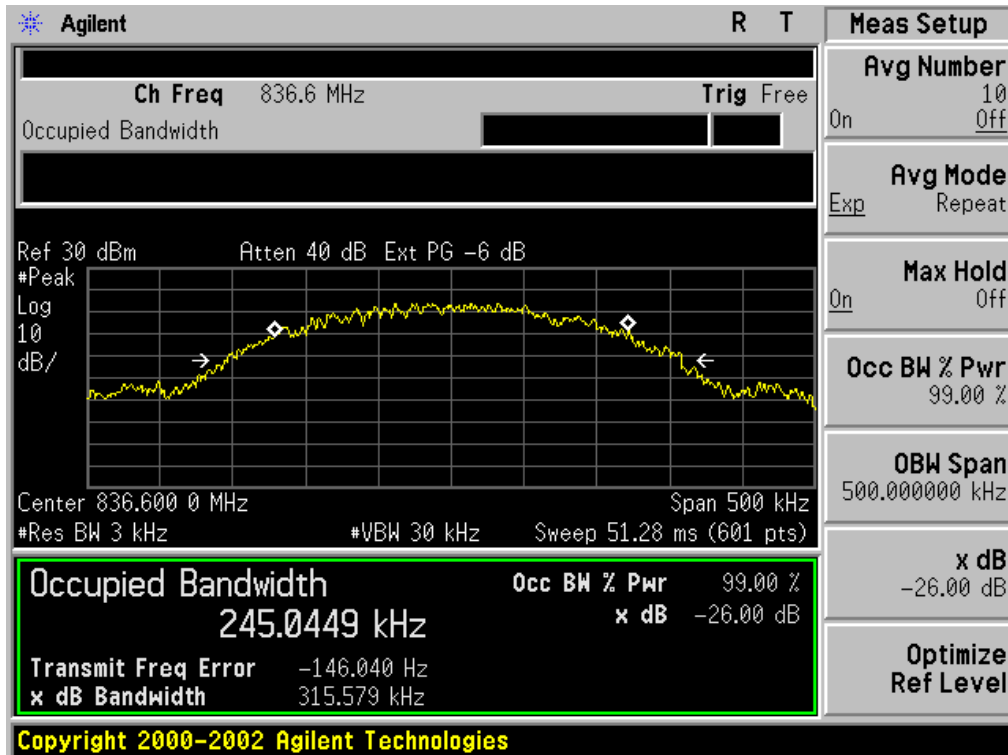 Agilent R T
Ch Freq 836.6 MHz Trig Free
Occupied Bandwidth
Ref 30 dBm Atten 40 dB Ext PG -6 dB
#Peak
Log
10
dB/
Center 836.600 0 MHz Span 500 kHz
#Res BW 3 kHz #VBW 30 kHz Sweep 51.28 ms (601 pts)
Occupied Bandwidth Occ BW % Pwr 99.00 %
245.0449 kHz x dB -26.00 dB
Transmit Freq Error -146.040 Hz
x dB Bandwidth 315.579 kHz
Copyright 2000-2002 Agilent Technologies
Meas Setup
Avg Number
10
On Off
Avg Mode
Exp Repeat
Max Hold
On Off
Occ BW % Pwr
99.00 %
OBW Span
500.000000 kHz
x dB
-26.00 dB
Optimize
Ref Level